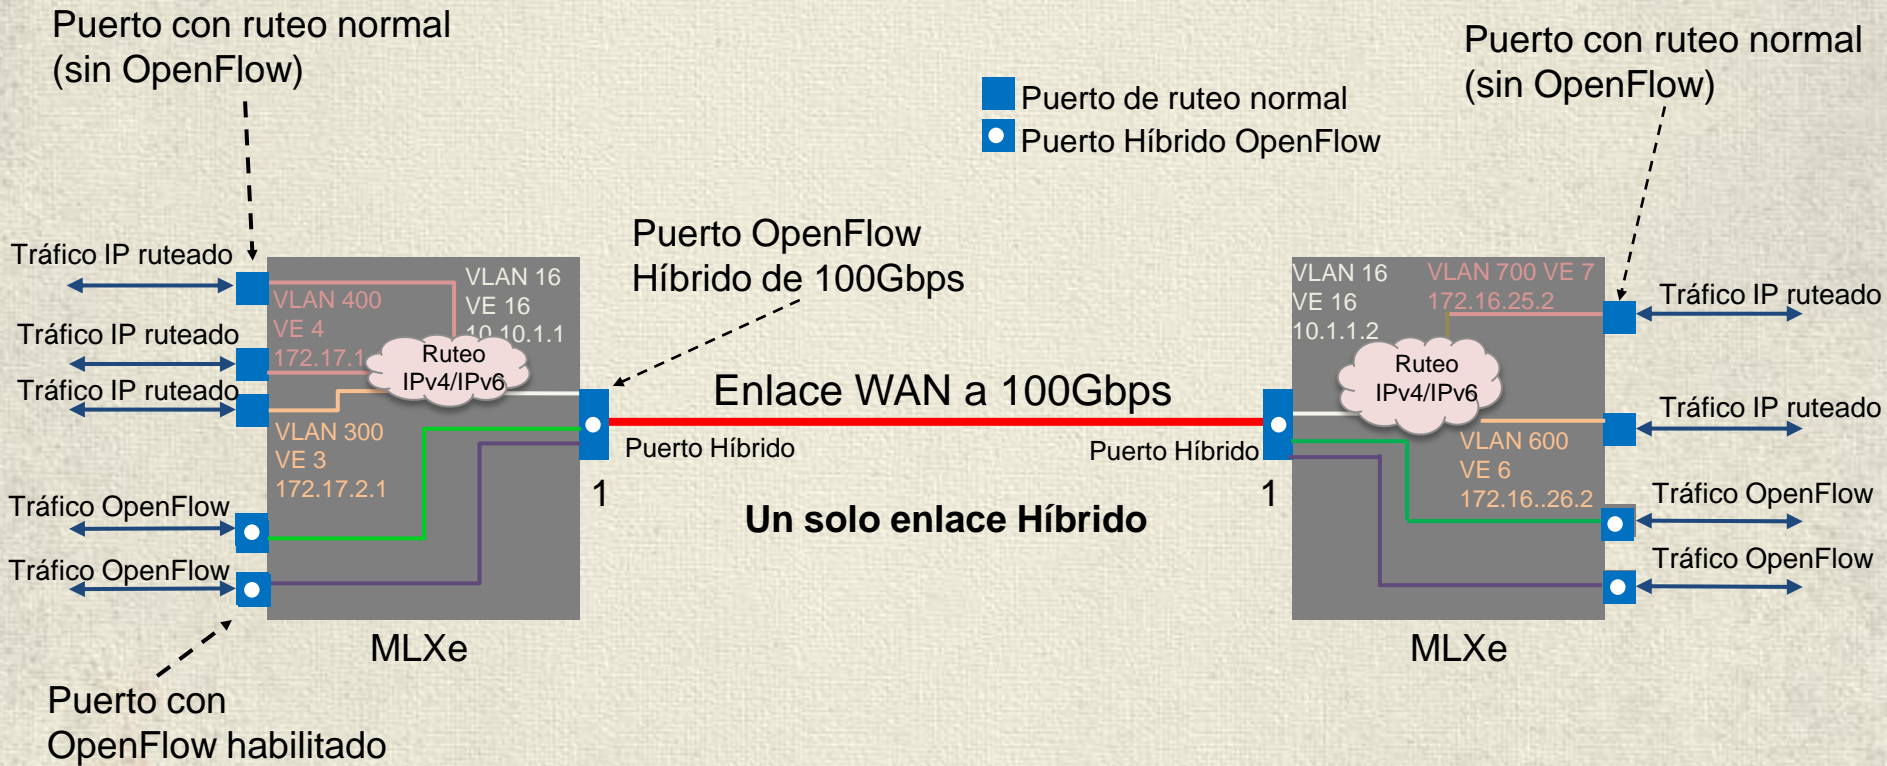 Puerto con ruteo normal
(sin OpenFlow)
Puerto con ruteo normal
(sin OpenFlow)
Puerto de ruteo normal
Puerto Híbrido OpenFlow
Puerto OpenFlow
Híbrido de 100Gbps
Tráfico IP ruteado
Tráfico IP ruteado
Tráfico IP ruteado
Tráfico OpenFlow
Tráfico OpenFlow
VLAN 400
VE 4
172.17.1
VLAN 16
VE 16
10.10.1.1
Ruteo
IPv4/IPv6
VLAN 300
VE 3
172.17.2.1
Enlace WAN a 100Gbps
Puerto Híbrido
Puerto Híbrido
1
1
Un solo enlace Híbrido
VLAN 16
VE 16
10.1.1.2
VLAN 700 VE 7
172.16.25.2
Ruteo
IPv4/IPv6
VLAN 600
VE 6
172.16..26.2
Tráfico IP ruteado
Tráfico IP ruteado
Tráfico OpenFlow
Tráfico OpenFlow
MLXe
MLXe
Puerto con
OpenFlow habilitado